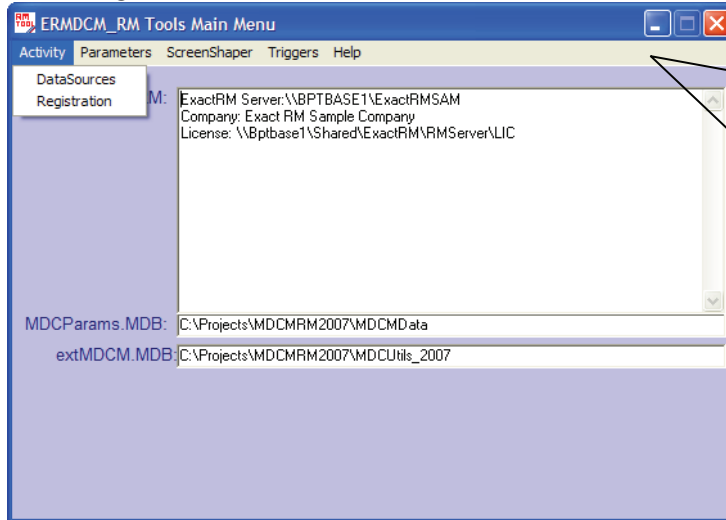 RM TOOL ERMDCM_RM Tools Main Menu
Activity Parameters ScreenShaper Triggers Help
DataSources
Registration
M: ExactRM Server:\\BPTBASE1\ExactRMSAM
Company: Exact RM Sample Company
License: \\Bptbase1\Shared\ExactRM\RMServer\LIC
MDCParams.MDB: C:\Projects\MDCMRM2007\MDCMData
extMDCM.MDB: C:\Projects\MDCMRM2007\MDCUtils_2007